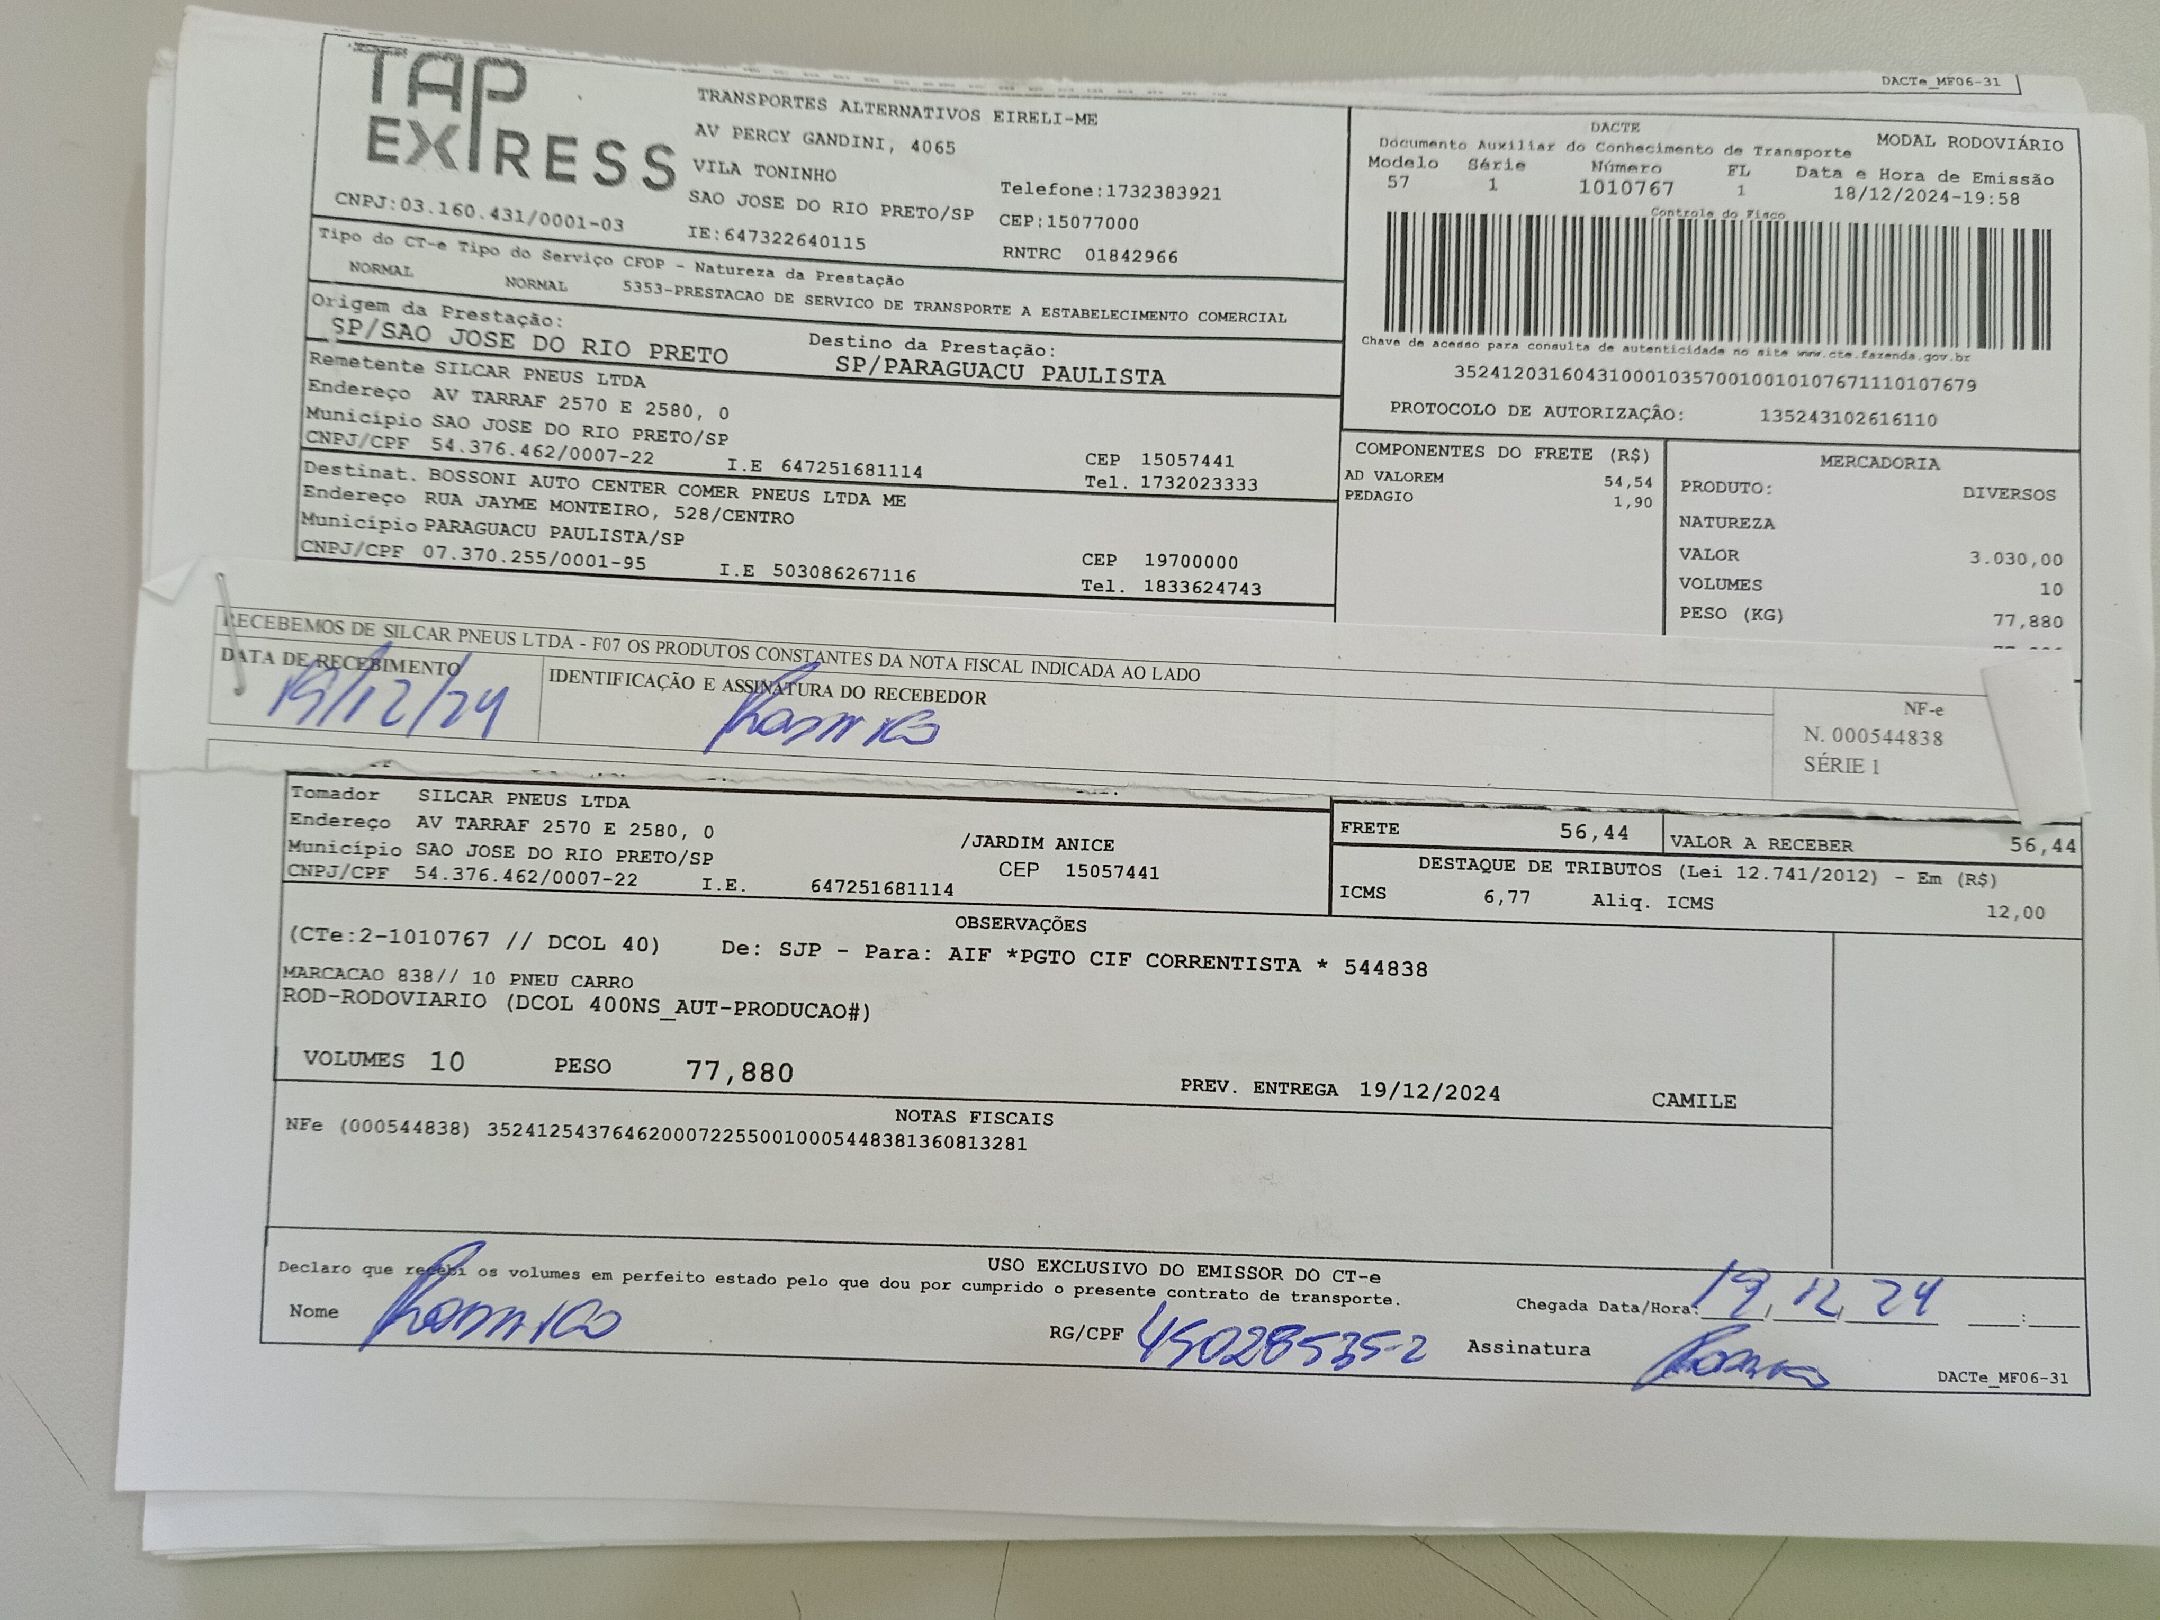 DACTe_MF06-31
TAP EXPRESS
TRANSPORTES ALTERNATIVOS EIRELI-ME
AV PERCY GANDINI, 4065
VILA TONINHO
SAO JOSE DO RIO PRETO/SP
Telefone:1732383921
CEP:15077000
CNPJ:03.160.431/0001-03
IE:647322640115
RNTRC 01842966
DACTE
MODAL RODOVIÁRIO
Documento Auxiliar do Conhecimento de Transporte
Modelo Série Número FL Data e Hora de Emissão
57 1 1010767 1 18/12/2024-19:58
Controle do Fisco
Chave de acesso para consulta de autenticidade no site www.cte.fazenda.gov.br
35241203160431000103570010010107671110107679
PROTOCOLO DE AUTORIZAÇÃO: 135243102616110
Tipo do CT-e Tipo do Serviço CFOP - Natureza da Prestação
NORMAL NORMAL 5353-PRESTACAO DE SERVICO DE TRANSPORTE A ESTABELECIMENTO COMERCIAL
Origem da Prestação:
SP/SAO JOSE DO RIO PRETO
Destino da Prestação:
SP/PARAGUACU PAULISTA
Remetente SILCAR PNEUS LTDA
Endereço AV TARRAF 2570 E 2580, 0
Município SAO JOSE DO RIO PRETO/SP
CEP 15057441
CNPJ/CPF 54.376.462/0007-22 I.E 647251681114
Tel. 1732023333
Destinat. BOSSONI AUTO CENTER COMER PNEUS LTDA ME
Endereço RUA JAYME MONTEIRO, 528/CENTRO
Município PARAGUACU PAULISTA/SP
CEP 19700000
CNPJ/CPF 07.370.255/0001-95 I.E 503086267116
Tel. 1833624743
COMPONENTES DO FRETE (R$)
AD VALOREM 54,54
PEDAGIO 1,90
MERCADORIA
PRODUTO: DIVERSOS
NATUREZA
VALOR 3.030,00
VOLUMES 10
PESO (KG) 77,880
RECEBEMOS DE SILCAR PNEUS LTDA - F07 OS PRODUTOS CONSTANTES DA NOTA FISCAL INDICADA AO LADO
DATA DE RECEBIMENTO
19/12/24
IDENTIFICAÇÃO E ASSINATURA DO RECEBEDOR
NF-e
N. 000544838
SÉRIE 1
Tomador SILCAR PNEUS LTDA
Endereço AV TARRAF 2570 E 2580, 0 /JARDIM ANICE
Município SAO JOSE DO RIO PRETO/SP CEP 15057441
CNPJ/CPF 54.376.462/0007-22 I.E. 647251681114
FRETE 56,44
VALOR A RECEBER 56,44
DESTAQUE DE TRIBUTOS (Lei 12.741/2012) - Em (R$)
ICMS 6,77 Aliq. ICMS 12,00
OBSERVAÇÕES
(CTe:2-1010767 // DCOL 40) De: SJP - Para: AIF *PGTO CIF CORRENTISTA * 544838
MARCACAO 838// 10 PNEU CARRO
ROD-RODOVIARIO (DCOL 400NS_AUT-PRODUCAO#)
VOLUMES 10 PESO 77,880
PREV. ENTREGA 19/12/2024 CAMILE
NOTAS FISCAIS
NFe (000544838) 35241254376462000722550010005448381360813281
USO EXCLUSIVO DO EMISSOR DO CT-e
Declaro que recebi os volumes em perfeito estado pelo que dou por cumprido o presente contrato de transporte.
Chegada Data/Hora: 19/12/24 :
Nome
RG/CPF 45028535-2
Assinatura
DACTe_MF06-31